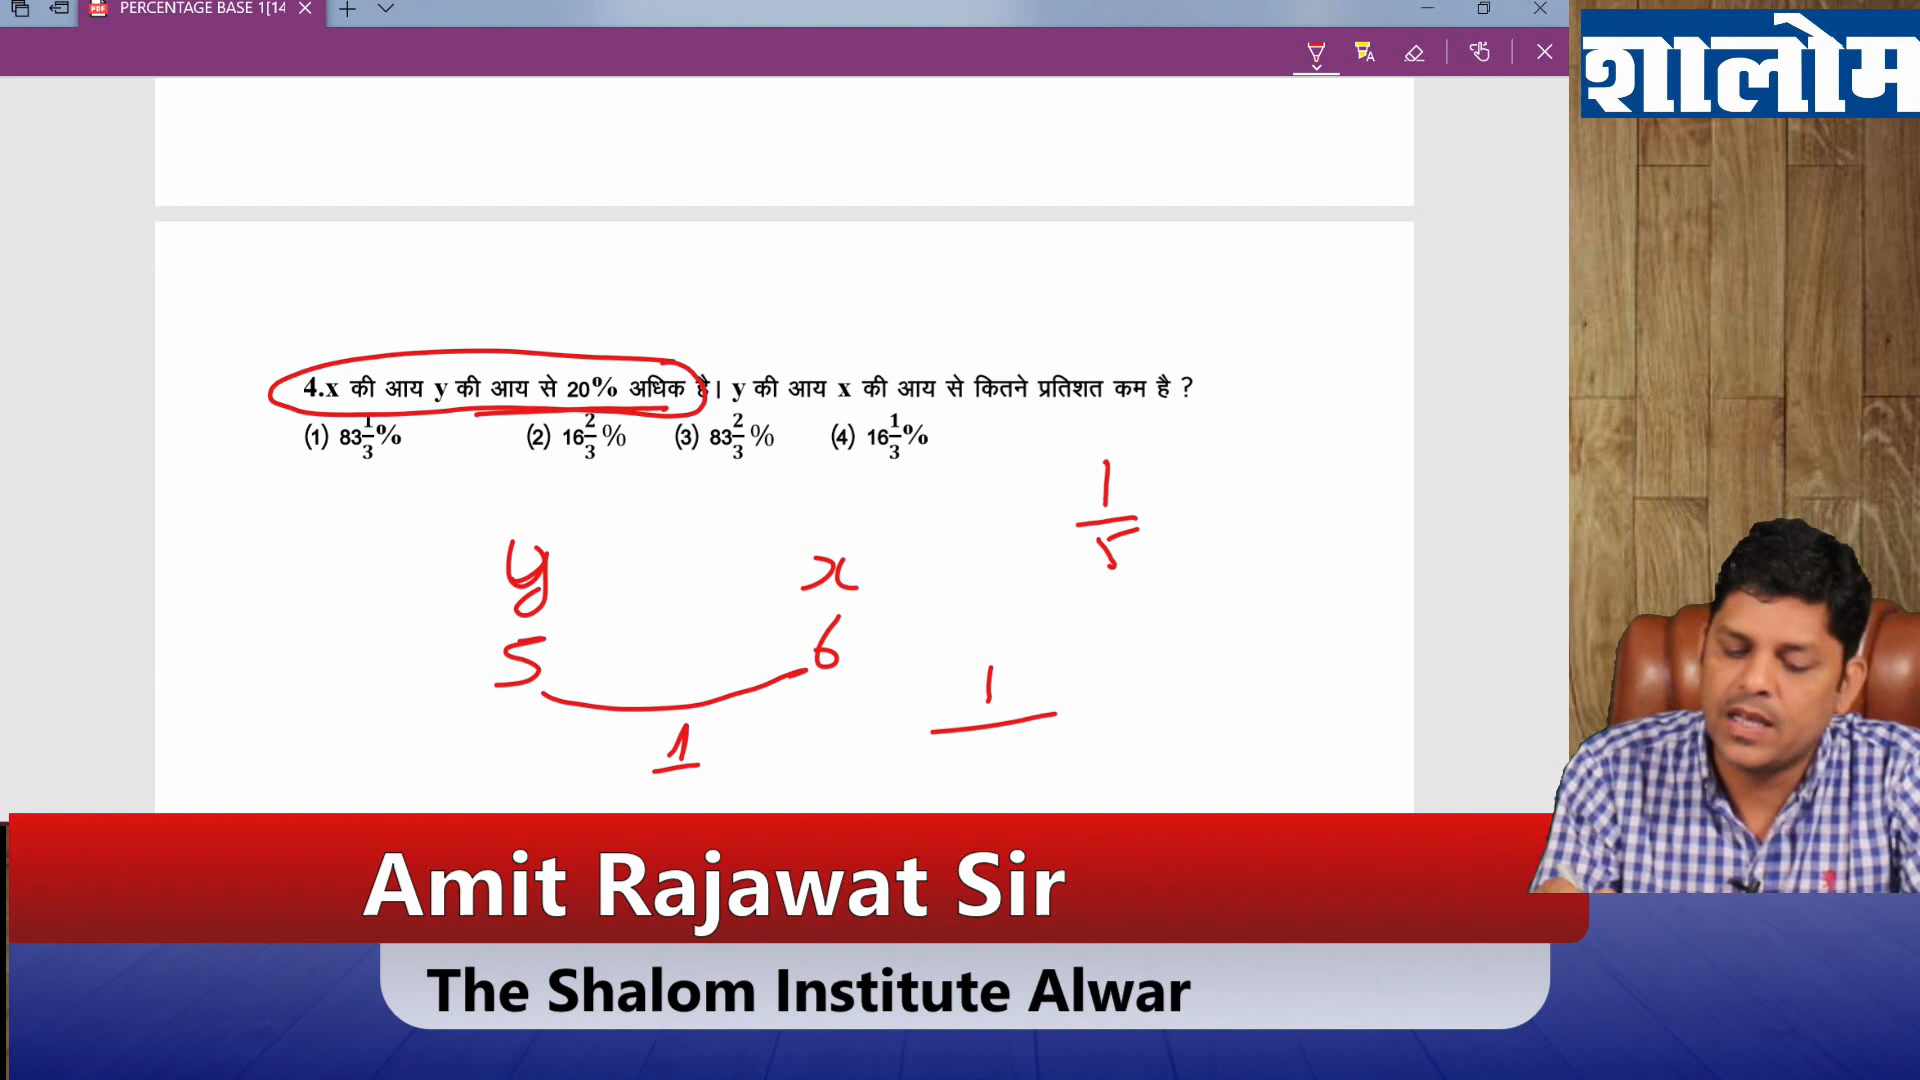 PERCENTAGE BASE 1[14
शालोम
4.x की आय y की आय से 20% अधिक है। y की आय x की आय से कितने प्रतिशत कम है ?
(1) 83 1/3 % (2) 16 2/3 % (3) 83 2/3 % (4) 16 1/3 %
1/5
y x
5 6
1
1
Amit Rajawat Sir
The Shalom Institute Alwar